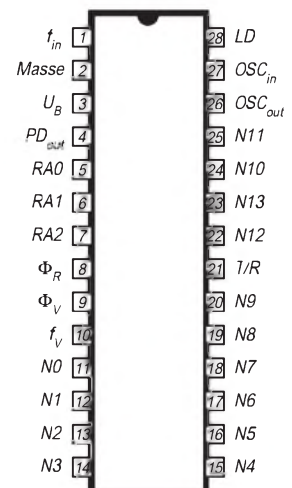 f_in 1 28 LD
Masse 2 27 OSC_in
U_B 3 26 OSC_out
PD_out 4 25 N11
RA0 5 24 N10
RA1 6 23 N13
RA2 7 22 N12
Φ_R 8 21 T/R
Φ_V 9 20 N9
f_V 10 19 N8
N0 11 18 N7
N1 12 17 N6
N2 13 16 N5
N3 14 15 N4